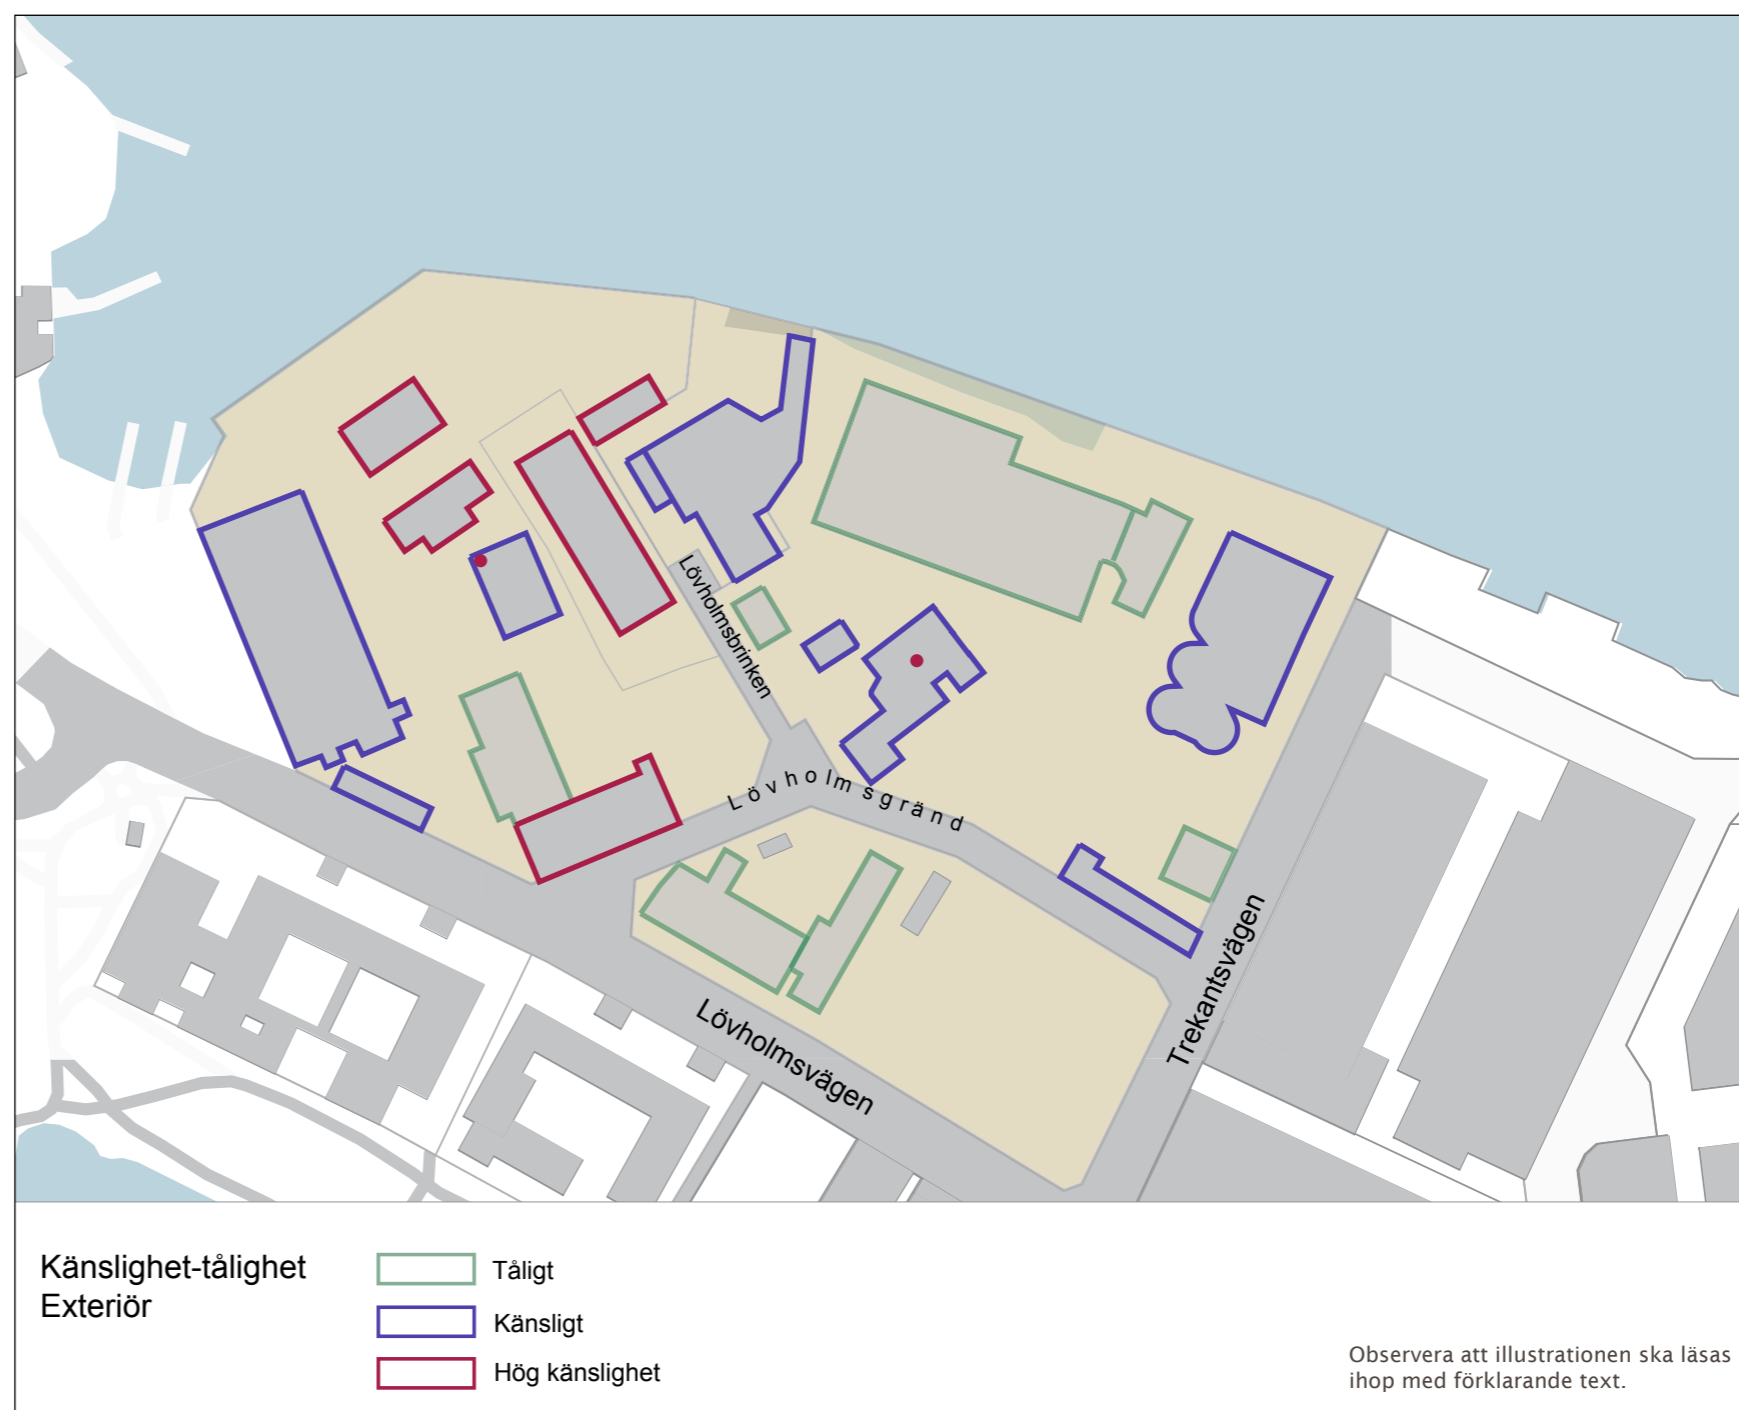 Lövholmsbrinken
Lövholmsgränd
Trekantsvägen
Lövholmsvägen
Känslighet-tålighet
Exteriör
Tåligt
Känsligt
Hög känslighet
Observera att illustrationen ska läsas
ihop med förklarande text.